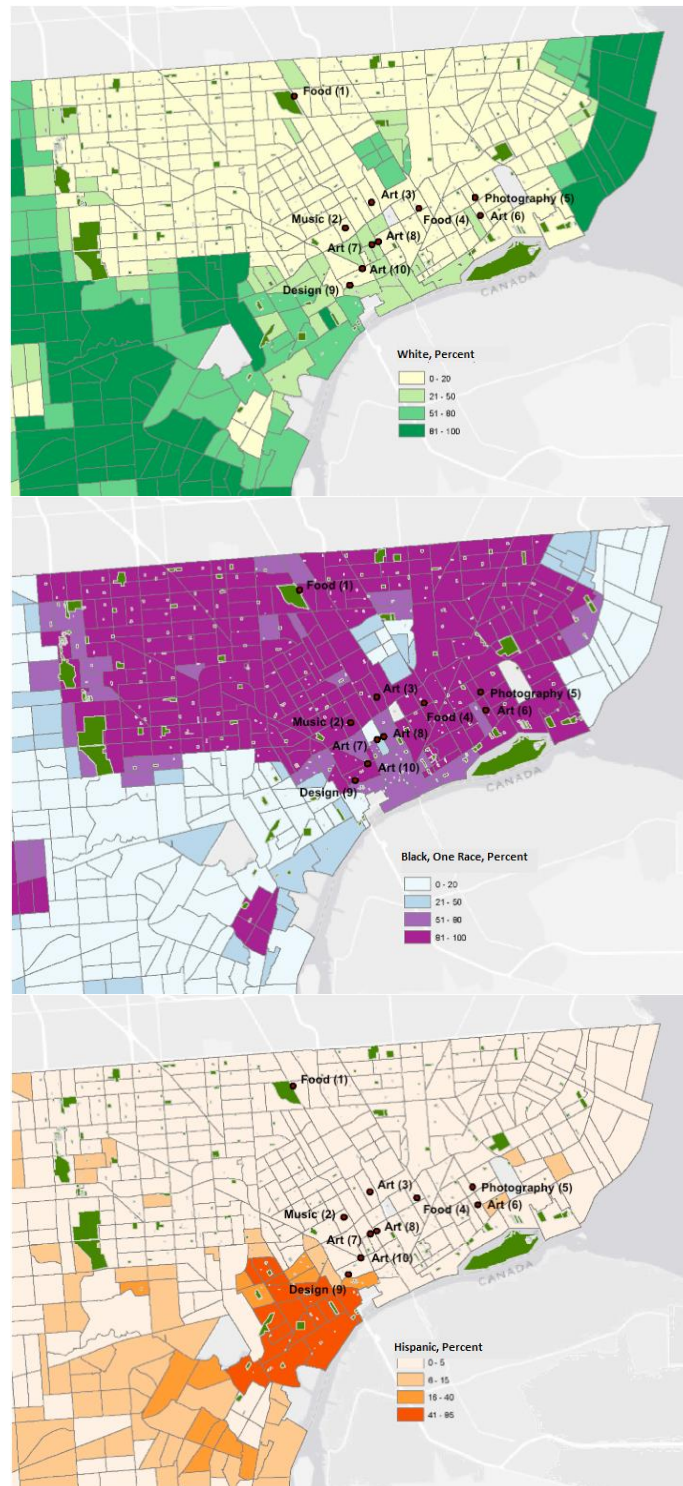 Food (1)
Art (3)
Photography (5)
Music (2)
Food (4)
Art (6)
Art (8)
Art (7)
Art (10)
Design (9)
CANADA
White, Percent
0 - 20
21 - 50
51 - 80
81 - 100
Food (1)
Art (3)
Photography (5)
Music (2)
Food (4)
Art (6)
Art (8)
Art (7)
Art (10)
Design (9)
CANADA
Black, One Race, Percent
0 - 20
21 - 50
51 - 80
81 - 100
Food (1)
Art (3)
Photography (5)
Food (4)
Art (6)
Music (2)
Art (8)
Art (7)
Art (10)
Design (9)
CANADA
Hispanic, Percent
0 - 5
6 - 15
16 - 40
41 - 95